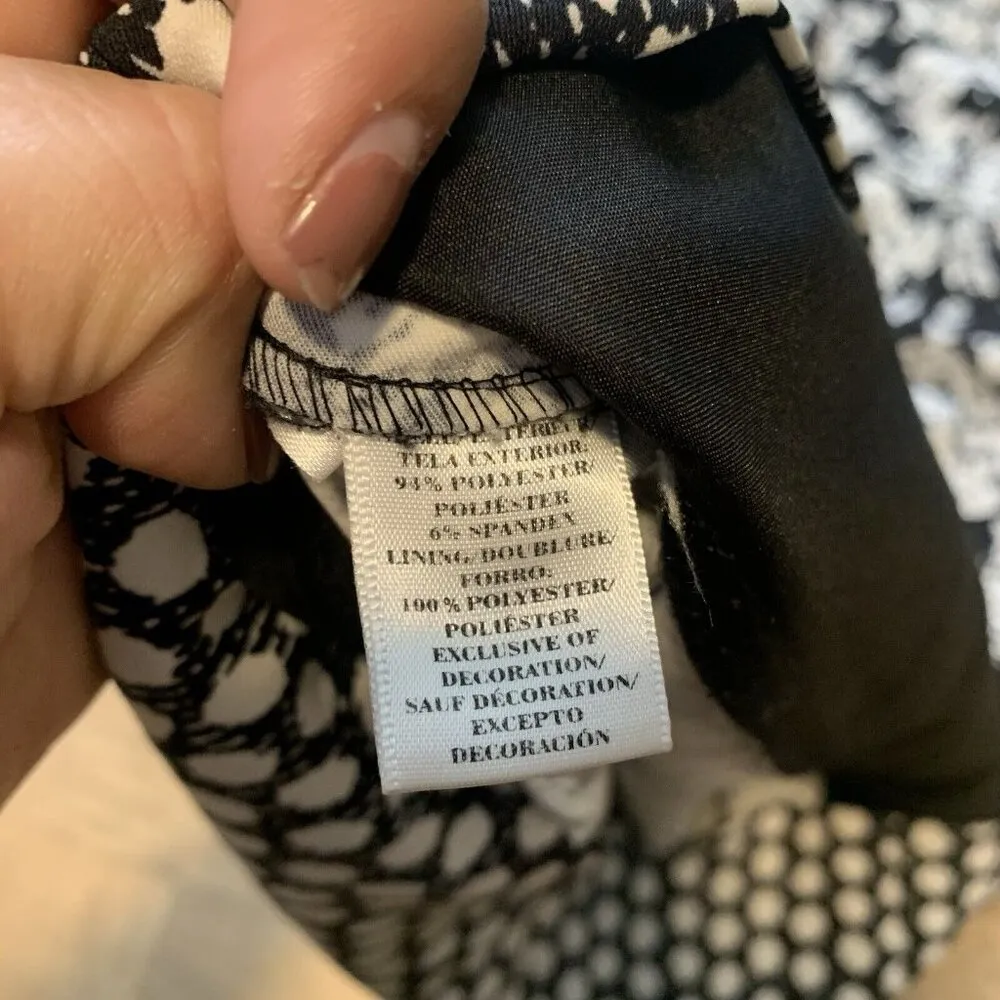 TELA EXTERIOR:
94% POLYESTER/
POLIÉSTER
6% SPANDEX
LINING/DOUBLURE/
FORRO:
100% POLYESTER/
POLIÉSTER
EXCLUSIVE OF
DECORATION/
SAUF DÉCORATION/
EXCEPTO
DECORACIÓN